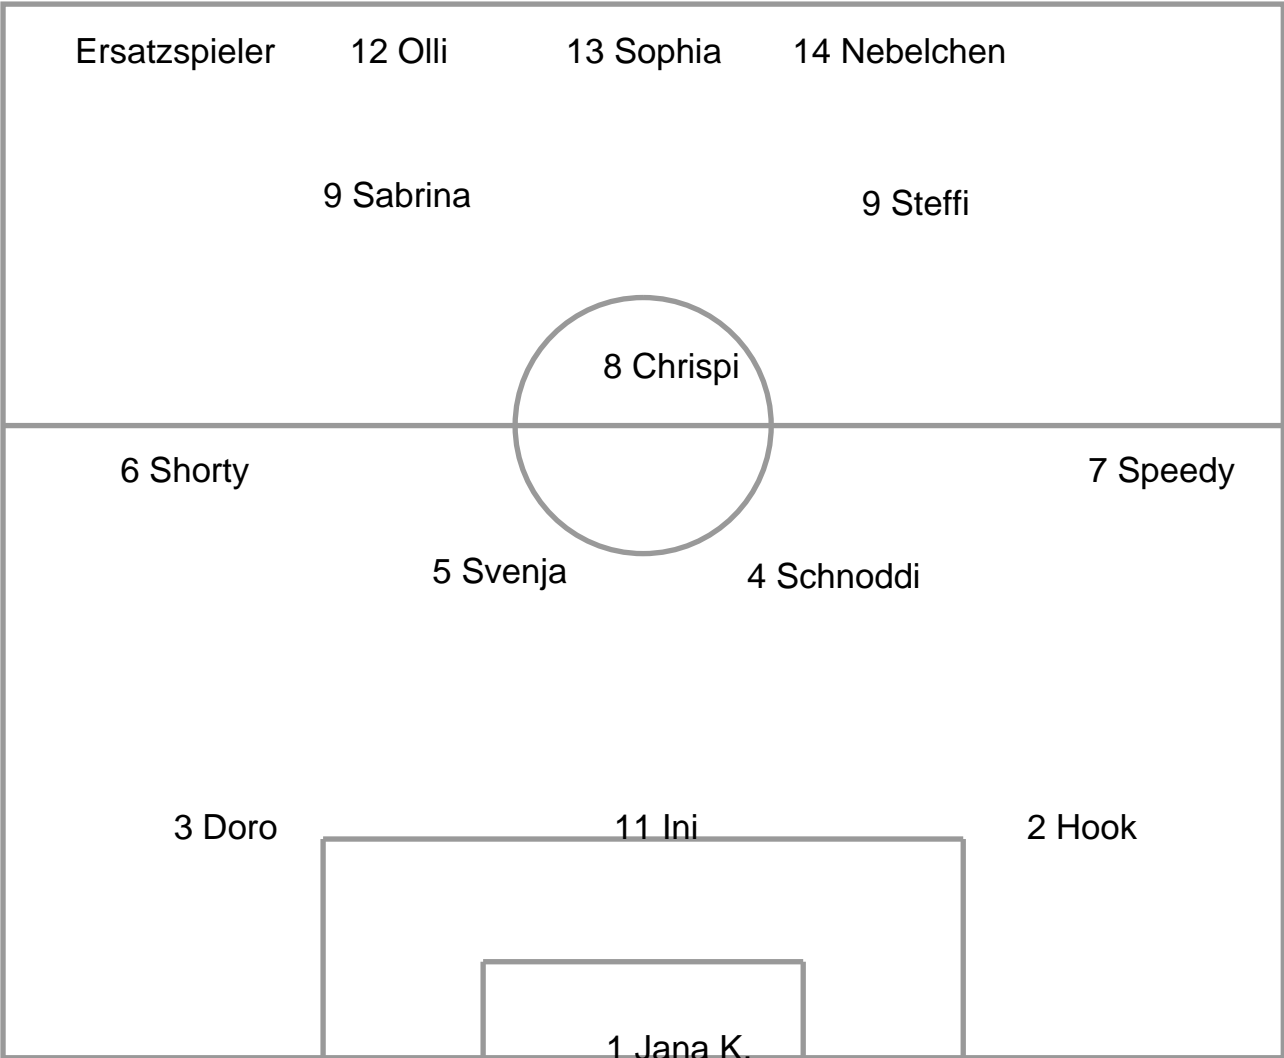 Ersatzspieler 12 Olli 13 Sophia 14 Nebelchen
9 Sabrina 9 Steffi
8 Chrispi
6 Shorty 7 Speedy
5 Svenja 4 Schnoddi
3 Doro 11 Ini 2 Hook
1 Jana K.